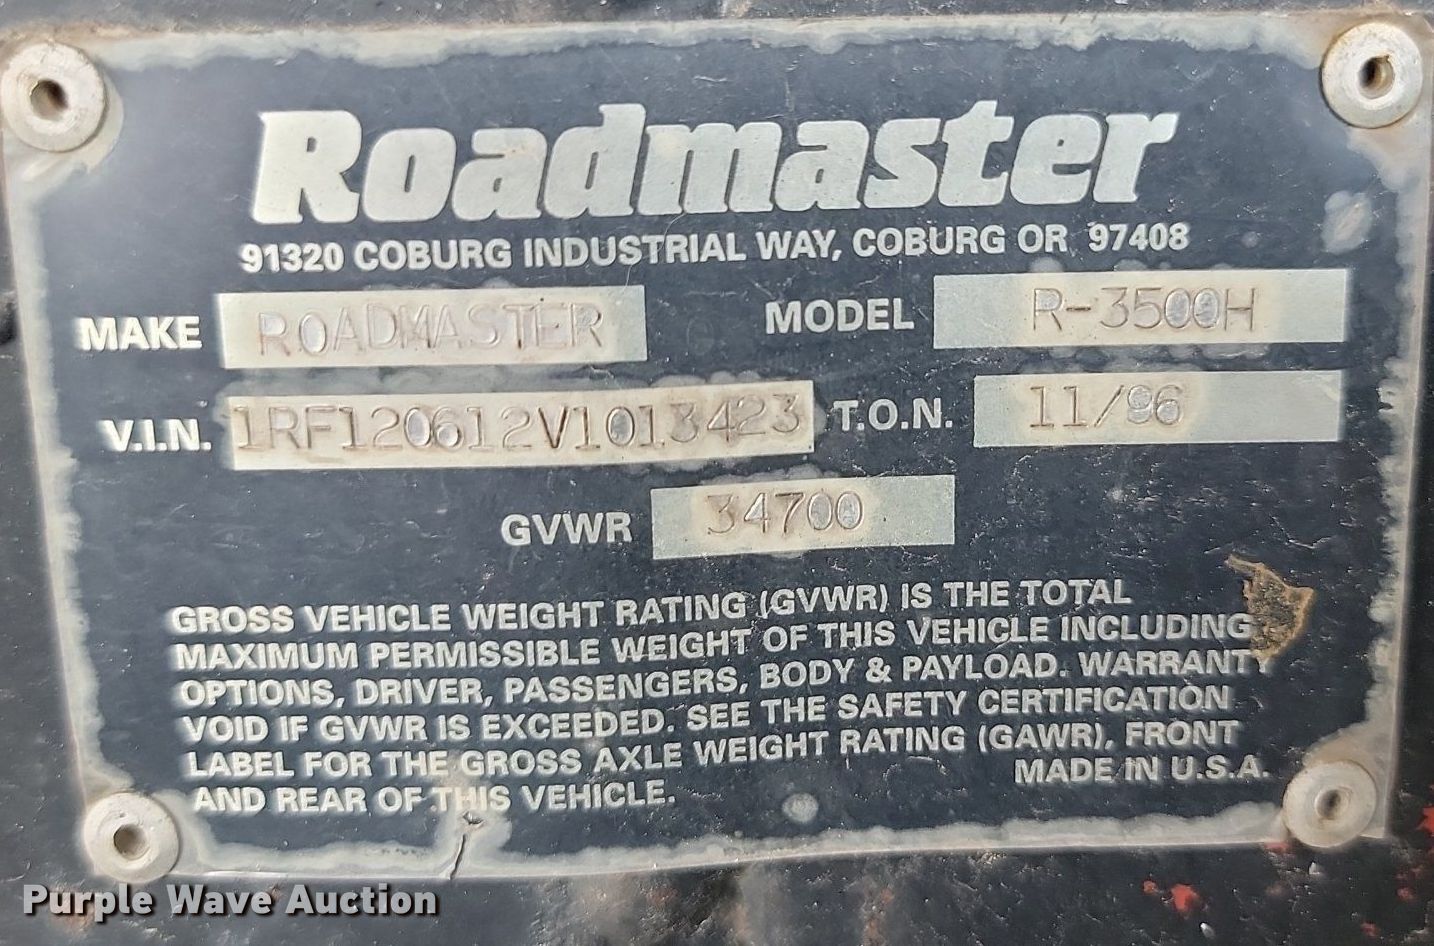 Roadmaster
91320 COBURG INDUSTRIAL WAY, COBURG OR 97408
MAKE ROADMASTER MODEL R-3500H
V.I.N. 1RF120612V1013423 T.O.N. 11/96
GVWR 34700
GROSS VEHICLE WEIGHT RATING (GVWR) IS THE TOTAL
MAXIMUM PERMISSIBLE WEIGHT OF THIS VEHICLE INCLUDING
OPTIONS, DRIVER, PASSENGERS, BODY & PAYLOAD. WARRANTY
VOID IF GVWR IS EXCEEDED. SEE THE SAFETY CERTIFICATION
LABEL FOR THE GROSS AXLE WEIGHT RATING (GAWR), FRONT
AND REAR OF THIS VEHICLE. MADE IN U.S.A.
Purple Wave Auction